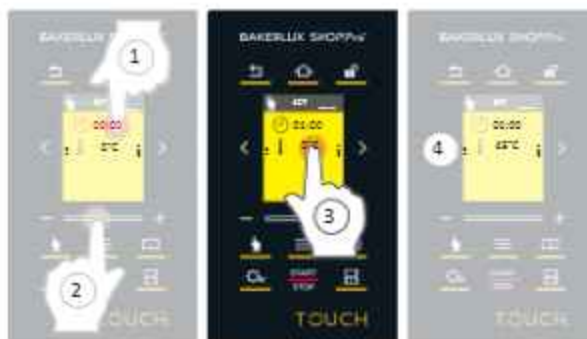 BAKERLUX SHOP.Pro
1
00:00
0°C
2
TOUCH
BAKERLUX SHOP.Pro
SET
01:00
3
START
STOP
TOUCH
BAKERLUX SHOP.Pro
01:00
4
TOUCH